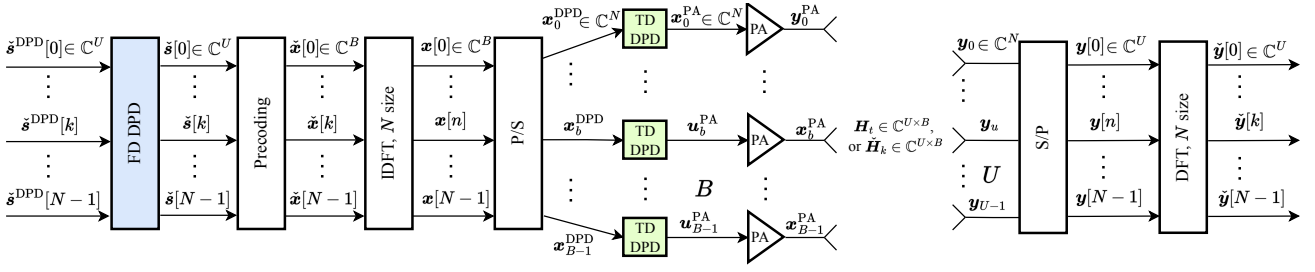 š^DPD[0] ∈ ℂ^U
⋮
š^DPD[k]
⋮
š^DPD[N−1]
FD DPD
š[0] ∈ ℂ^U
⋮
š[k]
⋮
š[N−1]
Precoding
x̌[0] ∈ ℂ^B
⋮
x̌[k]
⋮
x̌[N−1]
IDFT, N size
x[0] ∈ ℂ^B
⋮
x[n]
⋮
x[N−1]
P/S
x_0^DPD ∈ ℂ^N
⋮
x_b^DPD
⋮
x_{B−1}^DPD
TD
DPD
⋮
TD
DPD
⋮
TD
DPD
x_0^PA ∈ ℂ^N
u_b^PA
B
u_{B−1}^PA
PA
⋮
PA
⋮
PA
y_0^PA
x_b^PA
x_{B−1}^PA
H_t ∈ ℂ^{U×B},
or Ȟ_k ∈ ℂ^{U×B}
y_0 ∈ ℂ^N
⋮
y_u
⋮ U
y_{U−1}
S/P
y[0] ∈ ℂ^U
⋮
y[n]
⋮
y[N−1]
DFT, N size
y̌[0] ∈ ℂ^U
⋮
y̌[k]
⋮
y̌[N−1]